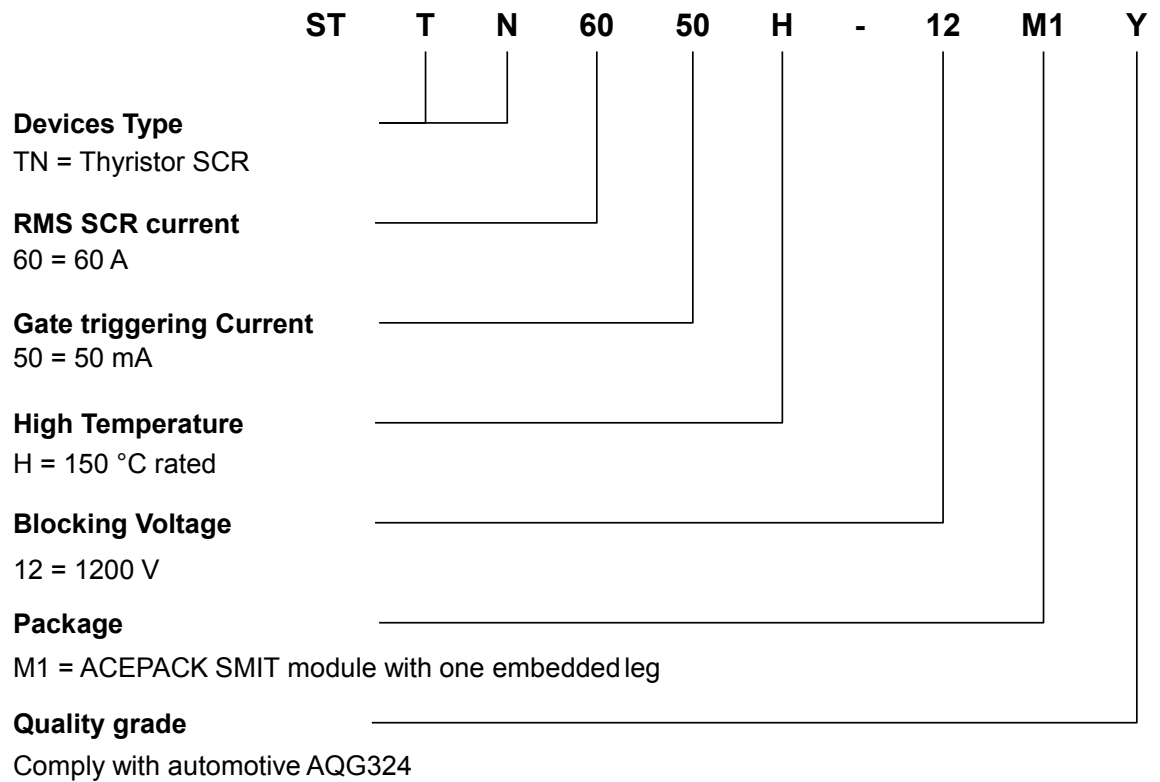 ST T N 60 50 H - 12 M1 Y
Devices Type
TN = Thyristor SCR
RMS SCR current
60 = 60 A
Gate triggering Current
50 = 50 mA
High Temperature
H = 150 °C rated
Blocking Voltage
12 = 1200 V
Package
M1 = ACEPACK SMIT module with one embedded leg
Quality grade
Comply with automotive AQG324